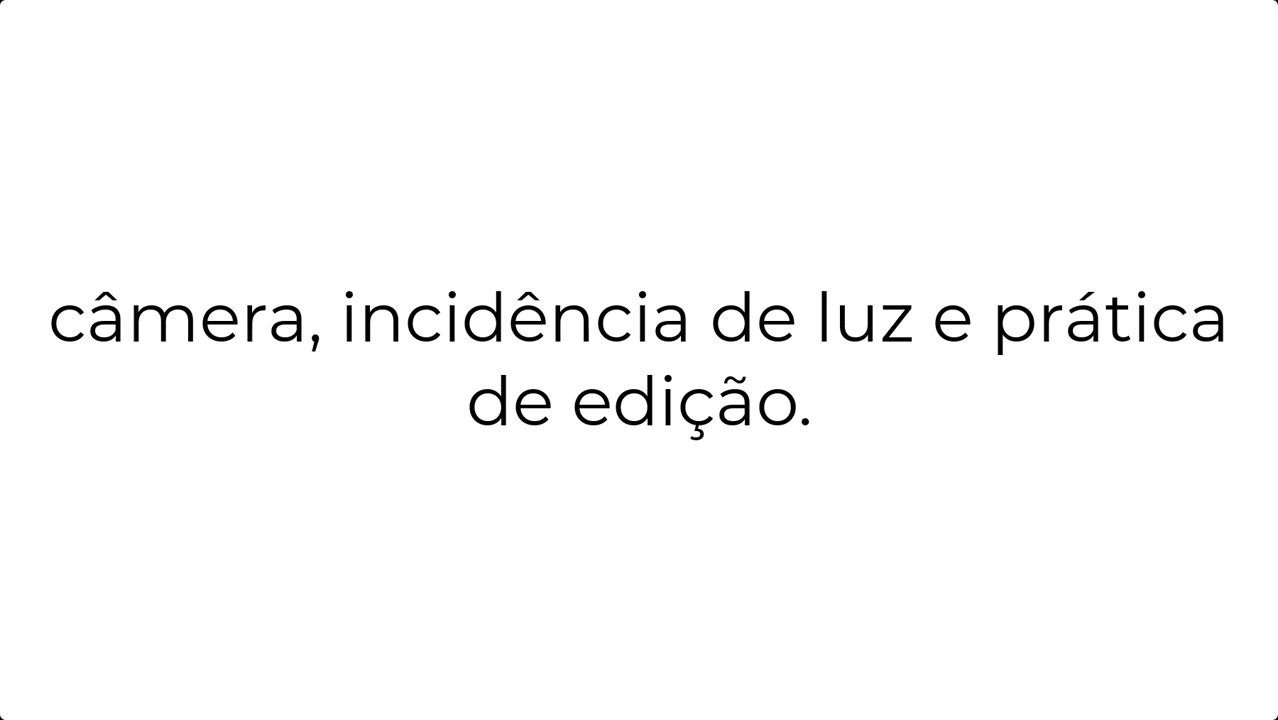 câmera, incidência de luz e prática
de edição.